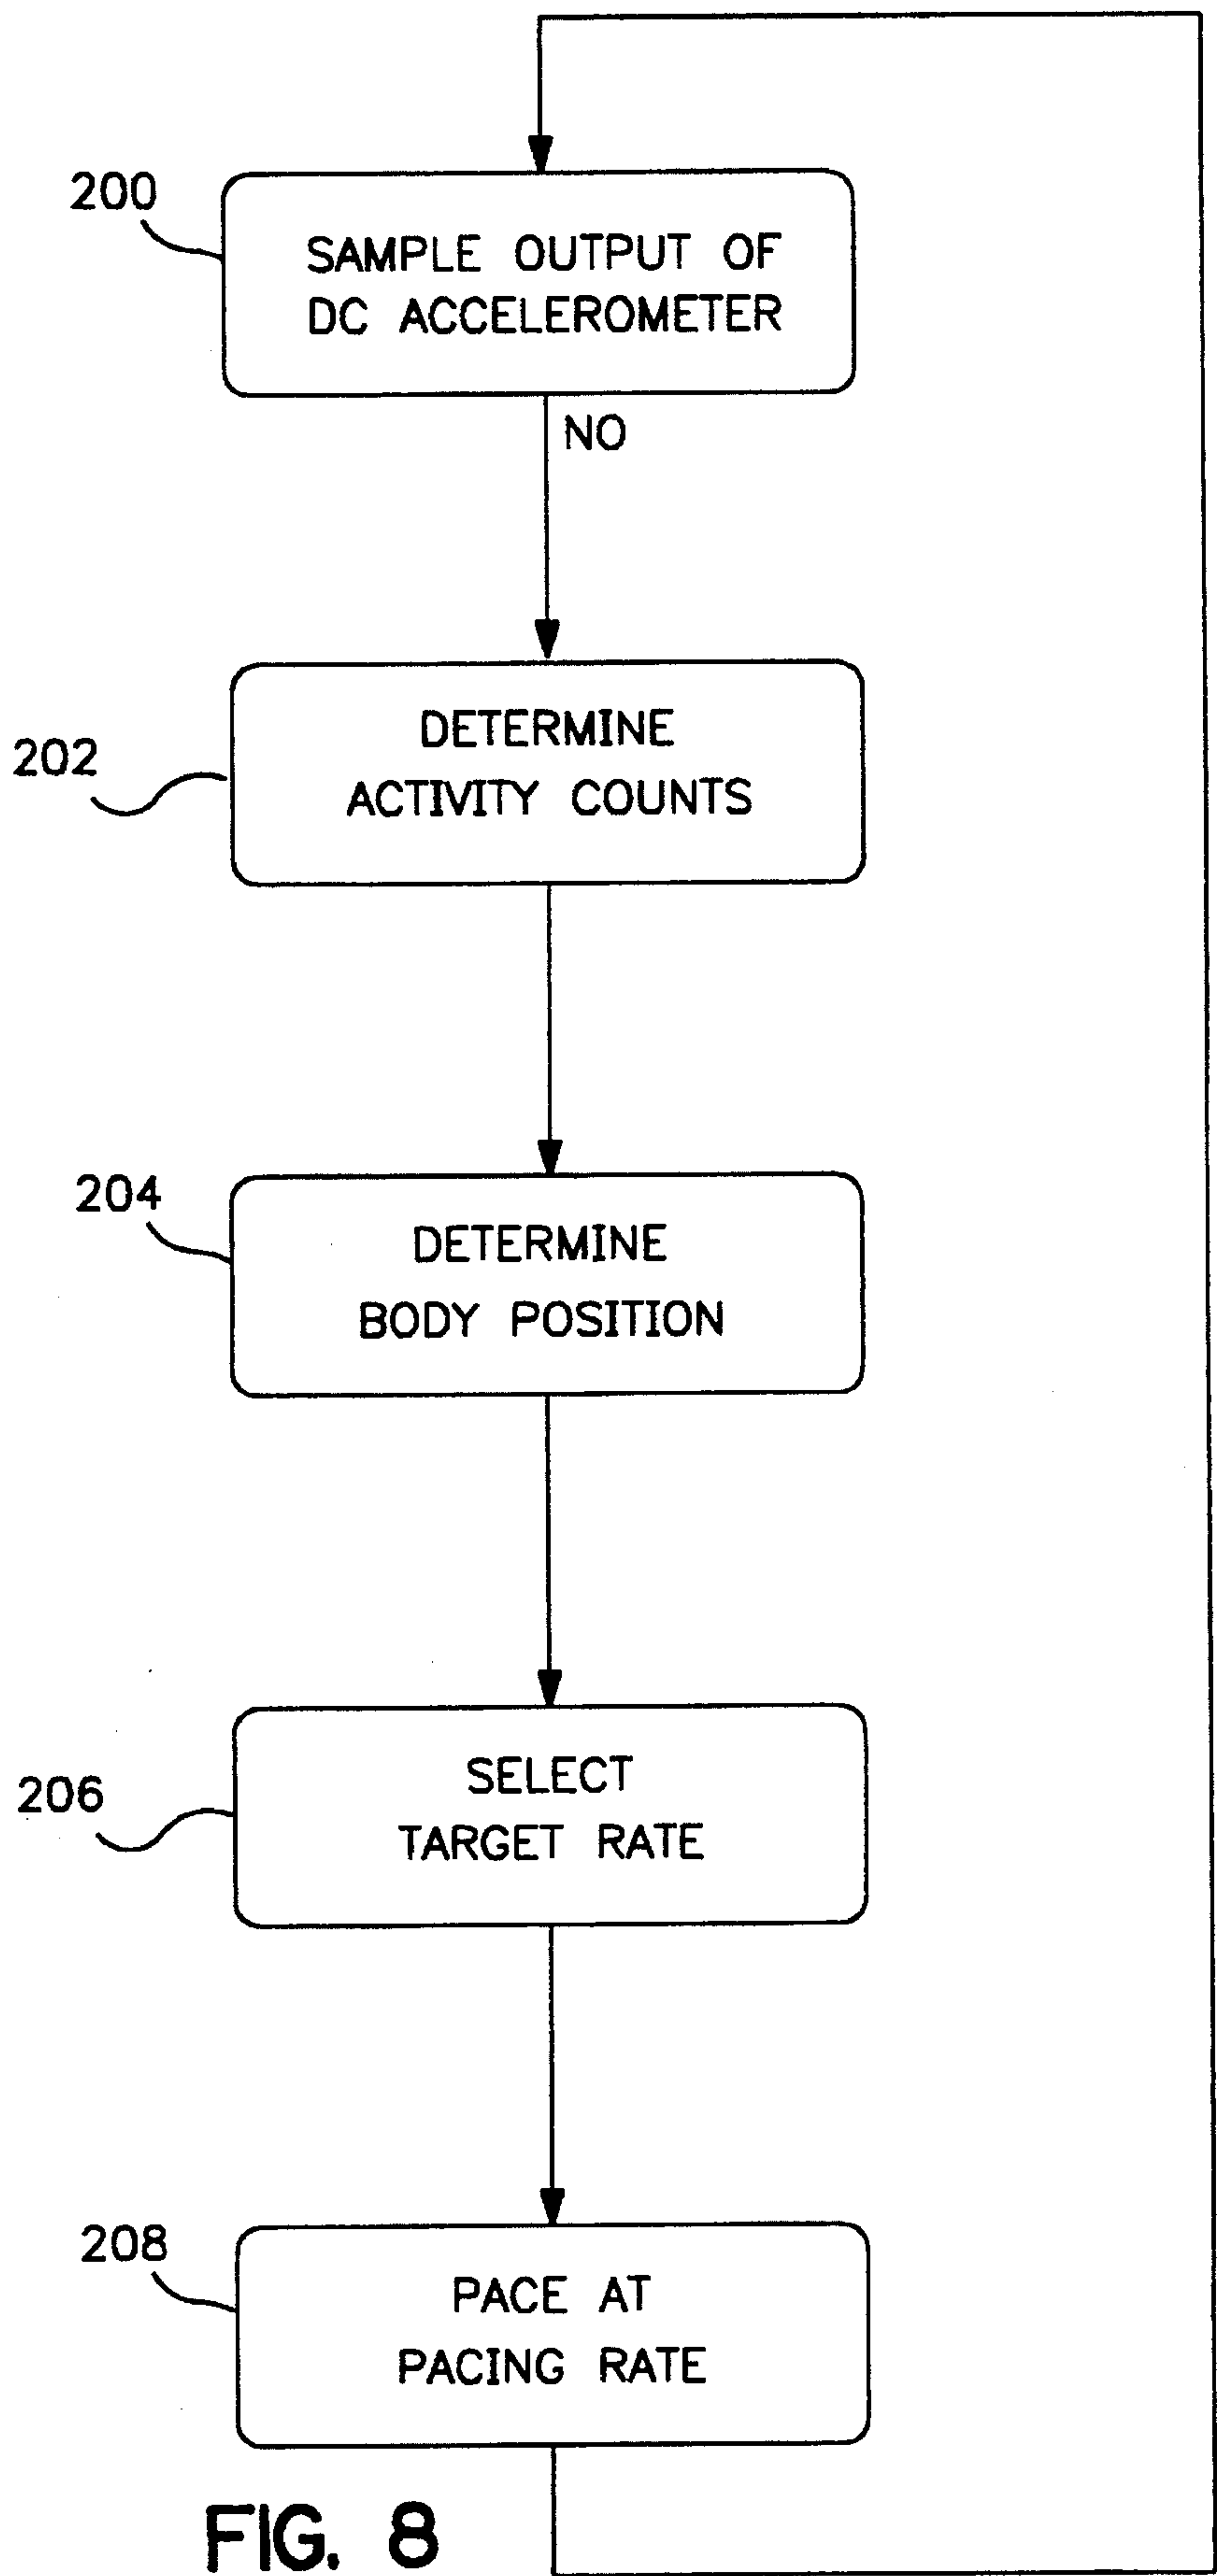 200
SAMPLE OUTPUT OF
DC ACCELEROMETER
NO
202
DETERMINE
ACTIVITY COUNTS
204
DETERMINE
BODY POSITION
206
SELECT
TARGET RATE
208
PACE AT
PACING RATE
FIG. 8